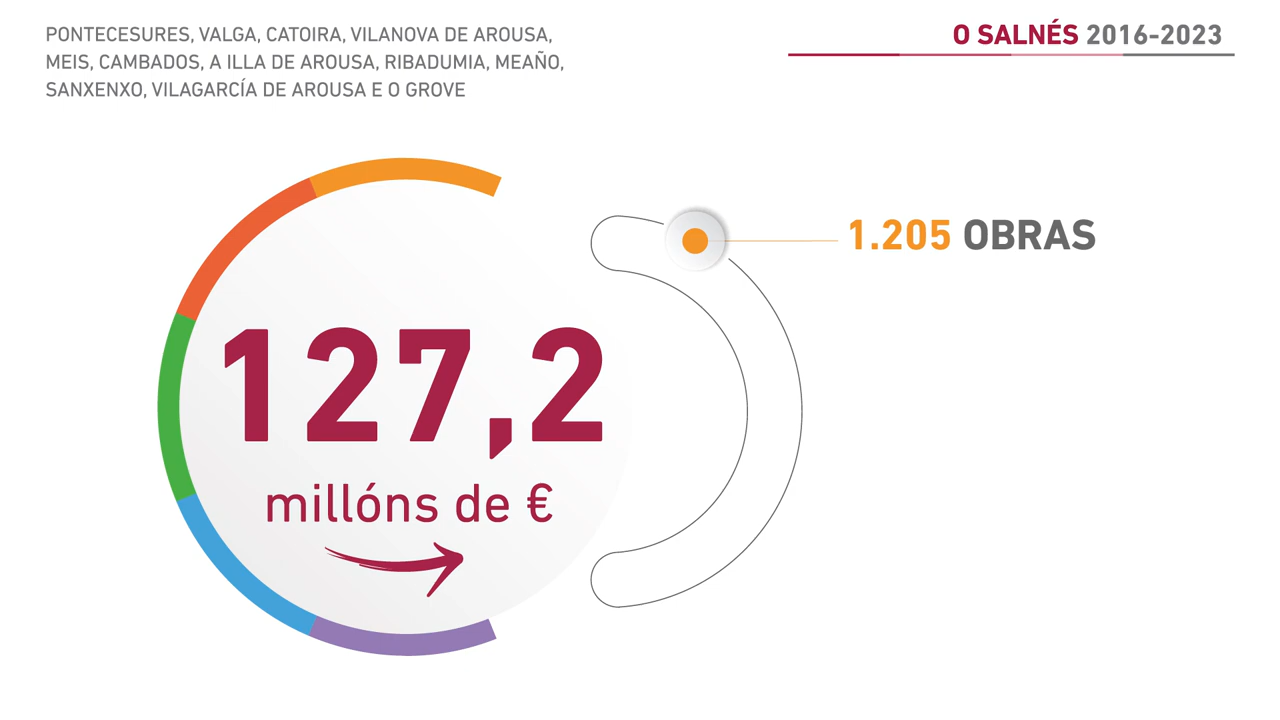 PONTECESURES, VALGA, CATOIRA, VILANOVA DE AROUSA,
MEIS, CAMBADOS, A ILLA DE AROUSA, RIBADUMIA, MEAÑO,
SANXENXO, VILAGARCÍA DE AROUSA E O GROVE
O SALNÉS 2016-2023
1.205 OBRAS
127,2
millóns de €